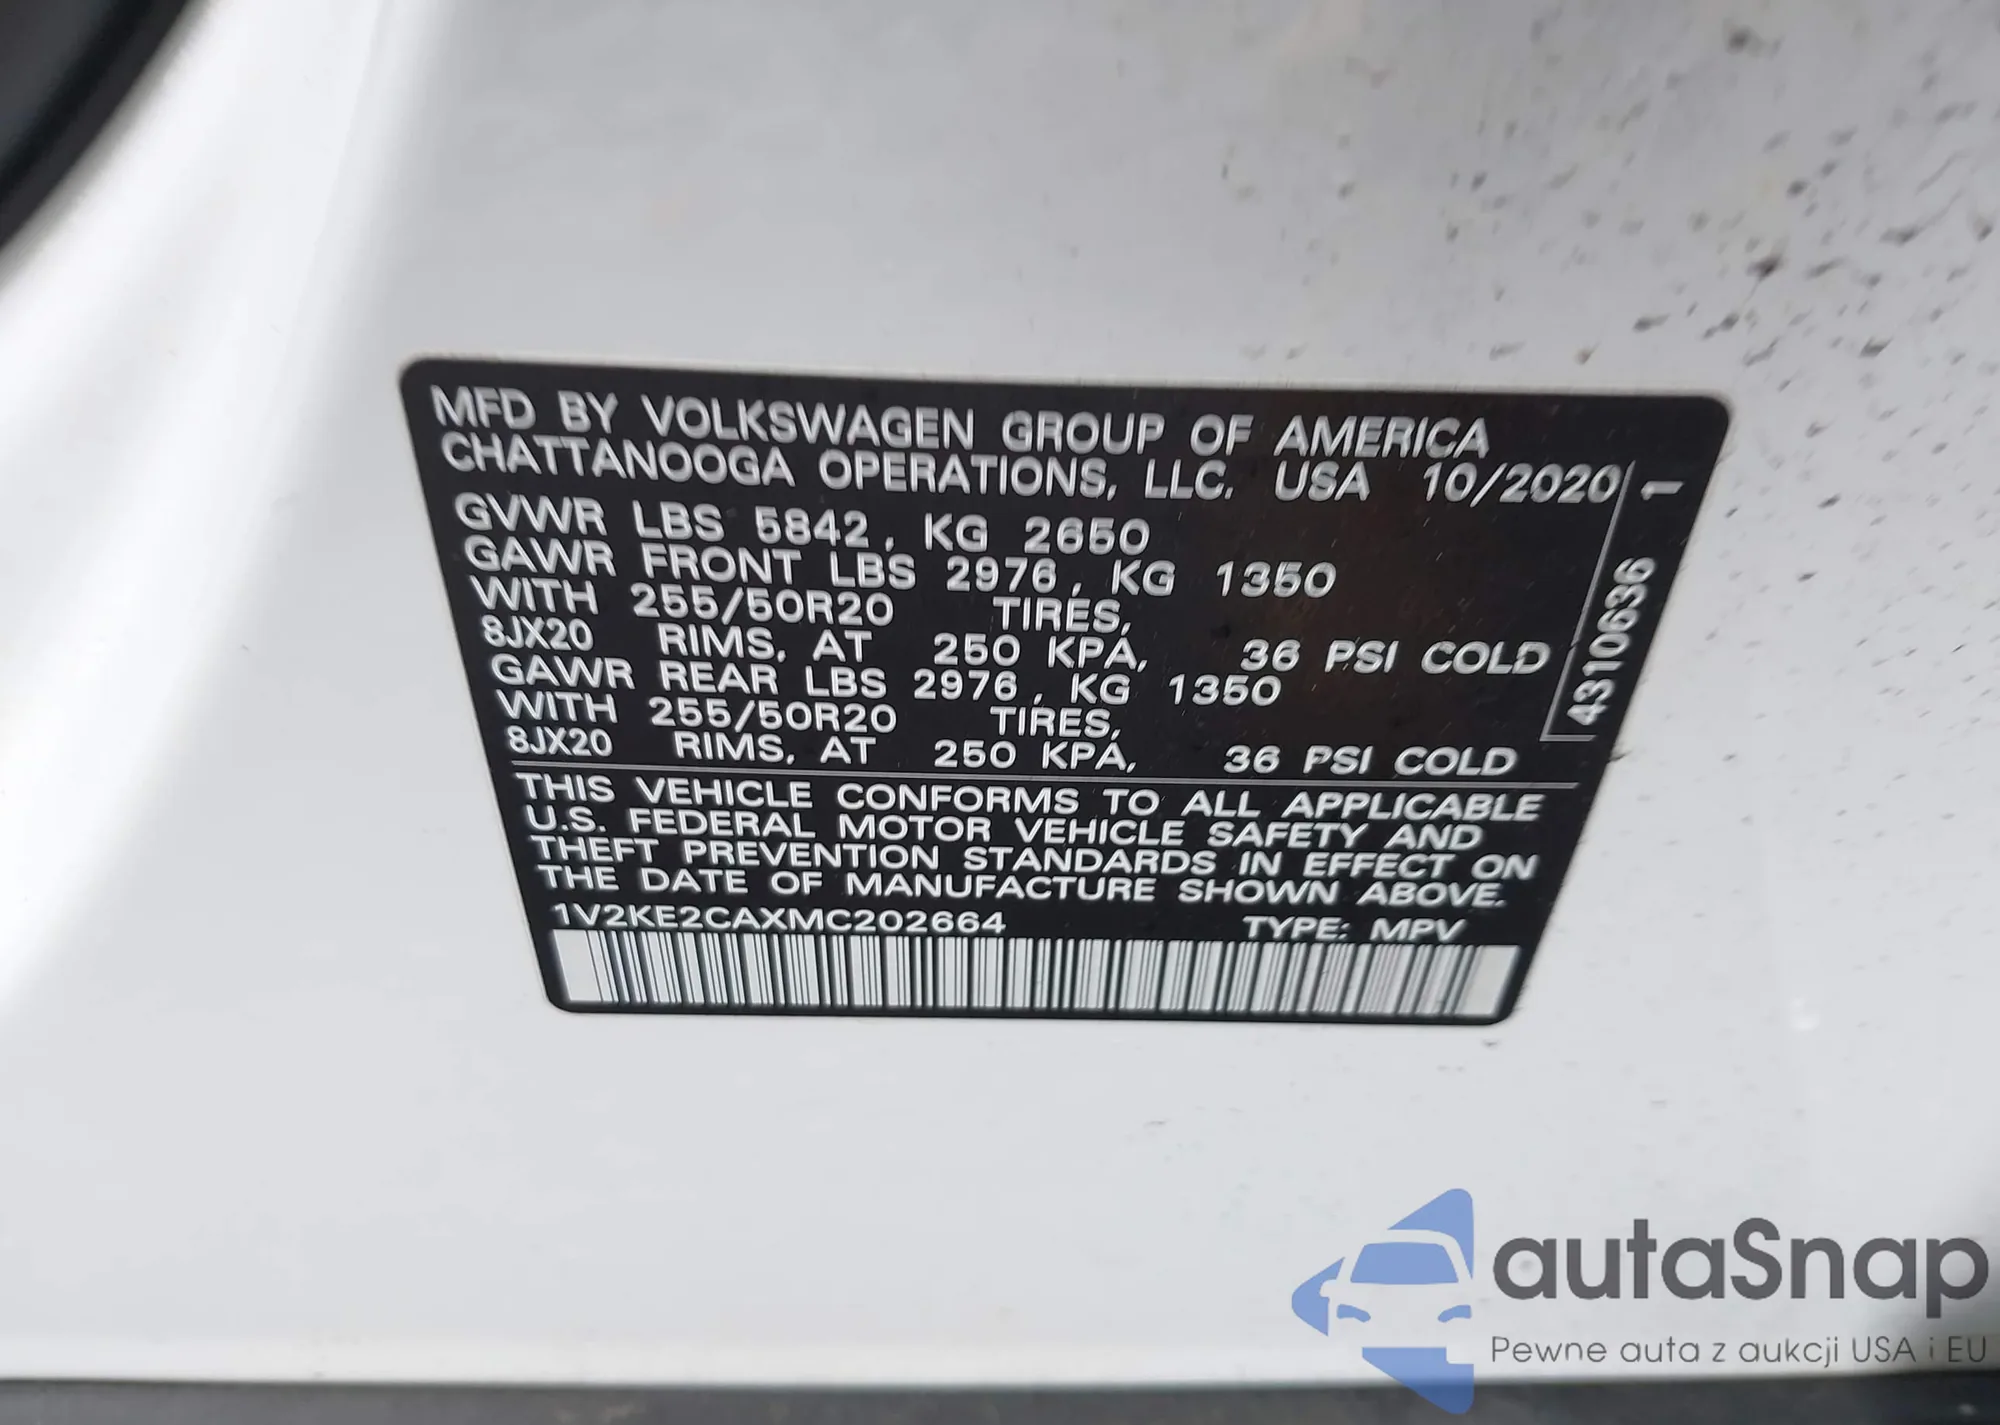 MFD BY VOLKSWAGEN GROUP OF AMERICA
CHATTANOOGA OPERATIONS, LLC. USA 10/2020
GVWR LBS 5842, KG 2650
GAWR FRONT LBS 2976, KG 1350
WITH 255/50R20 TIRES,
8JX20 RIMS, AT 250 KPA, 36 PSI COLD
GAWR REAR LBS 2976, KG 1350
WITH 255/50R20 TIRES,
8JX20 RIMS, AT 250 KPA, 36 PSI COLD
THIS VEHICLE CONFORMS TO ALL APPLICABLE
U.S. FEDERAL MOTOR VEHICLE SAFETY AND
THEFT PREVENTION STANDARDS IN EFFECT ON
THE DATE OF MANUFACTURE SHOWN ABOVE.
1V2KE2CAXMC202664 TYPE: MPV
4310636 1
autaSnap
Pewne auta z aukcji USA i EU